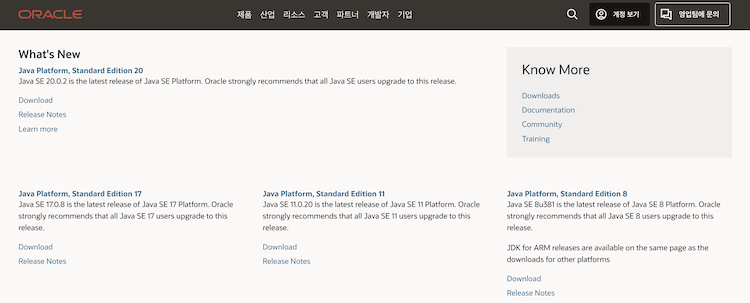 ORACLE
제품 산업 리소스 고객 파트너 개발자 기업
계정 보기
영업팀에 문의
What's New
Java Platform, Standard Edition 20
Java SE 20.0.2 is the latest release of Java SE Platform. Oracle strongly recommends that all Java SE users upgrade to this release.
Download
Release Notes
Learn more
Know More
Downloads
Documentation
Community
Training
Java Platform, Standard Edition 17
Java SE 17.0.8 is the latest release of Java SE 17 Platform. Oracle
strongly recommends that all Java SE 17 users upgrade to this
release.
Download
Release Notes
Java Platform, Standard Edition 11
Java SE 11.0.20 is the latest release of Java SE 11 Platform. Oracle
strongly recommends that all Java SE 11 users upgrade to this
release.
Download
Release Notes
Java Platform, Standard Edition 8
Java SE 8u381 is the latest release of Java SE 8 Platform. Oracle
strongly recommends that all Java SE 8 users upgrade to this
release.
JDK for ARM releases are available on the same page as the
downloads for other platforms
Download
Release Notes